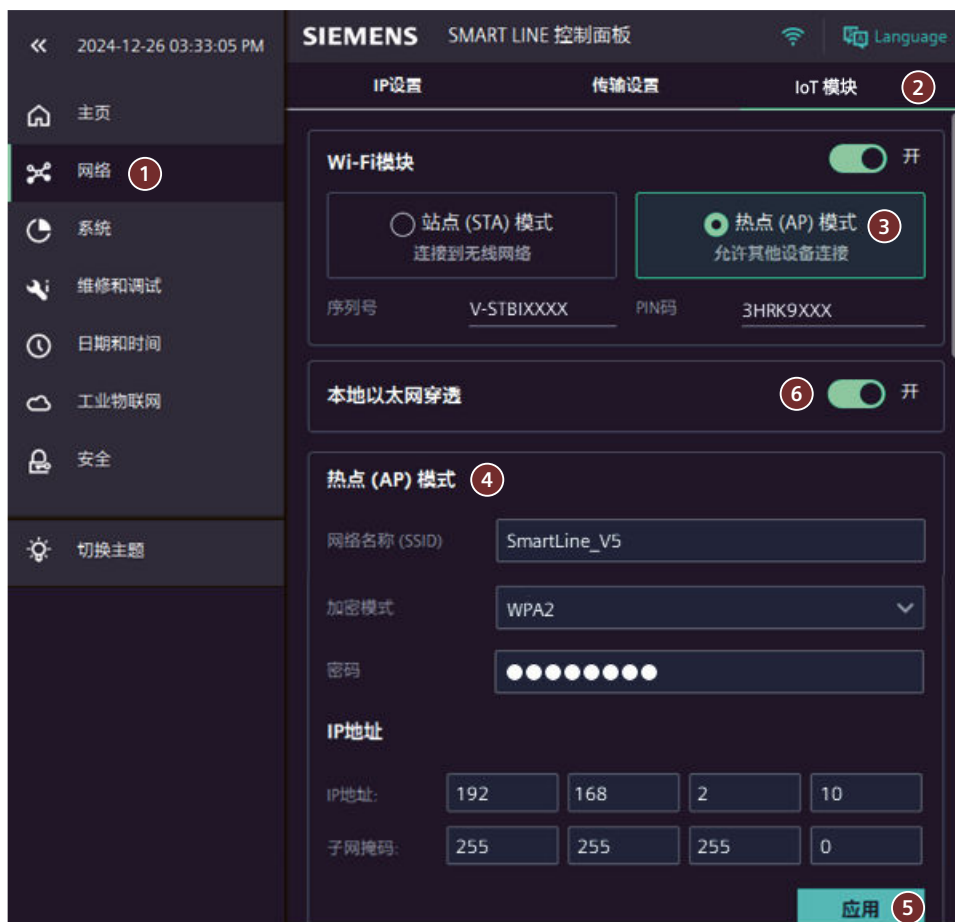 2024-12-26 03:33:05 PM
主页
网络 1
系统
维修和调试
日期和时间
工业物联网
安全
切换主题
SIEMENS SMART LINE 控制面板 Language
IP设置 传输设置 IoT 模块 2
Wi-Fi模块 开
站点 (STA) 模式 热点 (AP) 模式 3
连接到无线网络 允许其他设备连接
序列号 V-STBIXXXX PIN码 3HRK9XXX
本地以太网穿透 6 开
热点 (AP) 模式 4
网络名称 (SSID) SmartLine_V5
加密模式 WPA2
密码 ●●●●●●●●
IP地址
IP地址: 192 168 2 10
子网掩码: 255 255 255 0
应用 5